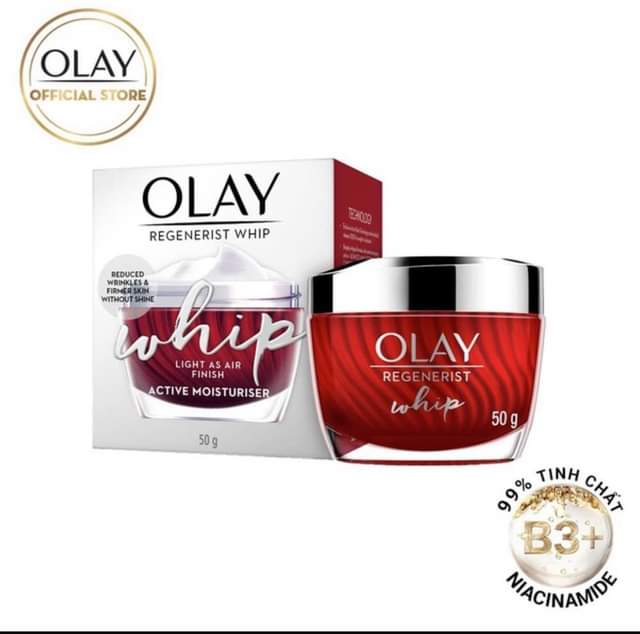 OLAY
OFFICIAL STORE
OLAY
REGENERIST WHIP
TECHNOLOGY
REDUCED
WRINKLES &
FIRMER SKIN
WITHOUT SHINE
whip
LIGHT AS AIR
FINISH
ACTIVE MOISTURISER
50 g
OLAY
REGENERIST
whip
50 g
99% TINH CHẤT
B3+
NIACINAMIDE